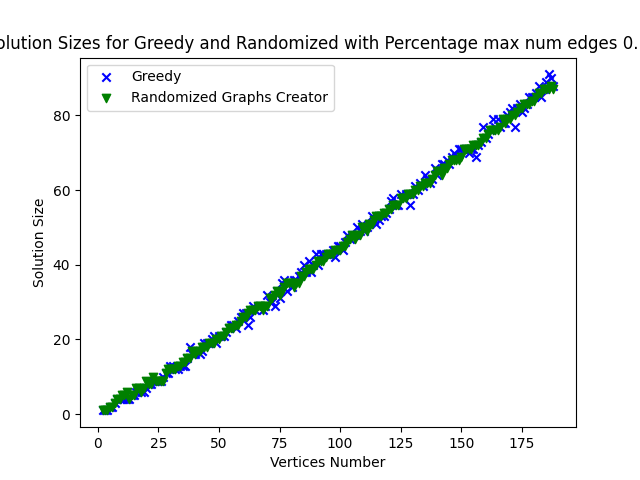 olution Sizes for Greedy and Randomized with Percentage max num edges 0.
Greedy
Randomized Graphs Creator
80
60
40
20
0
Solution Size
0 25 50 75 100 125 150 175
Vertices Number